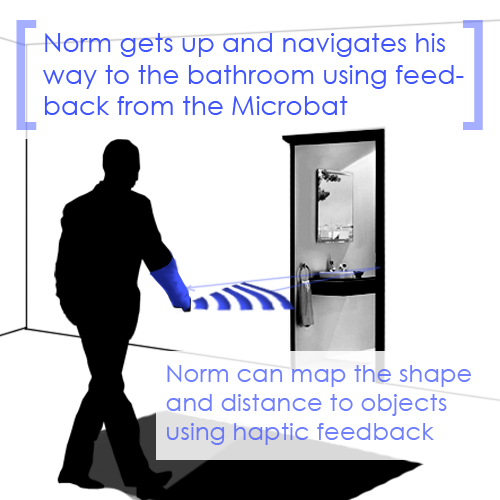 Norm gets up and navigates his
way to the bathroom using feed-
back from the Microbat
Norm can map the shape
and distance to objects
using haptic feedback